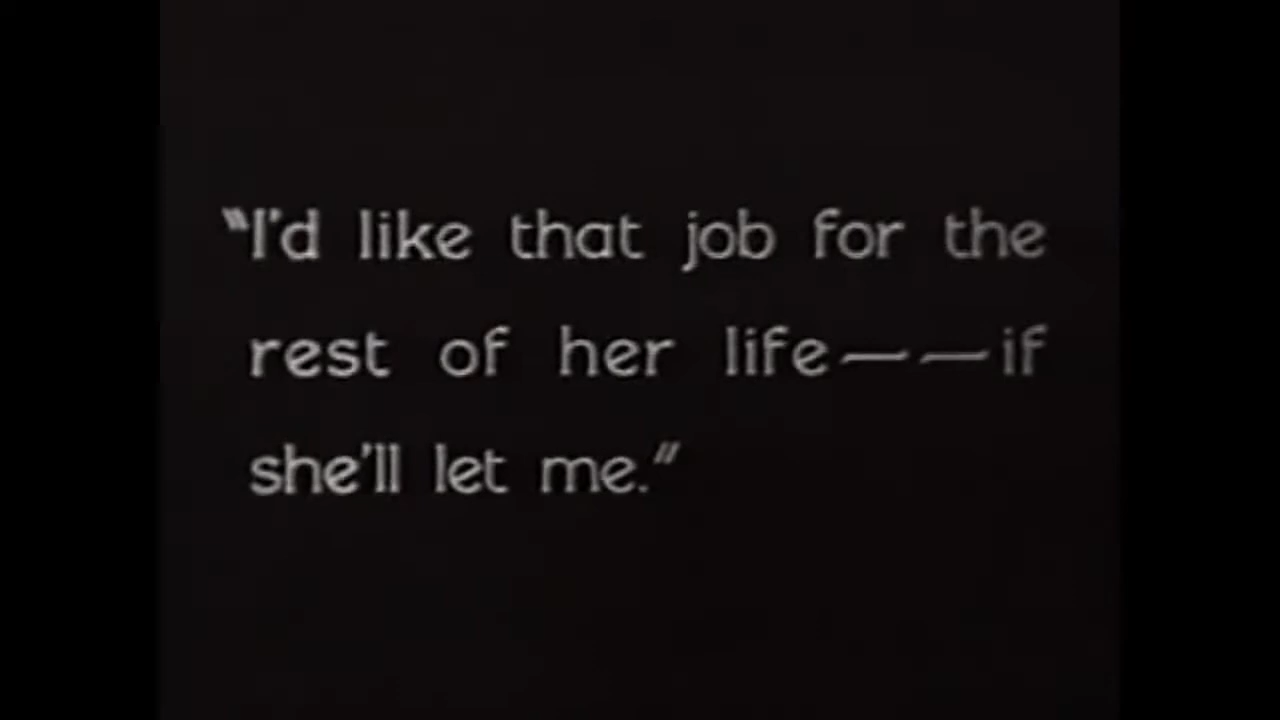 "I'd like that job for the
rest of her life——if
she'll let me."